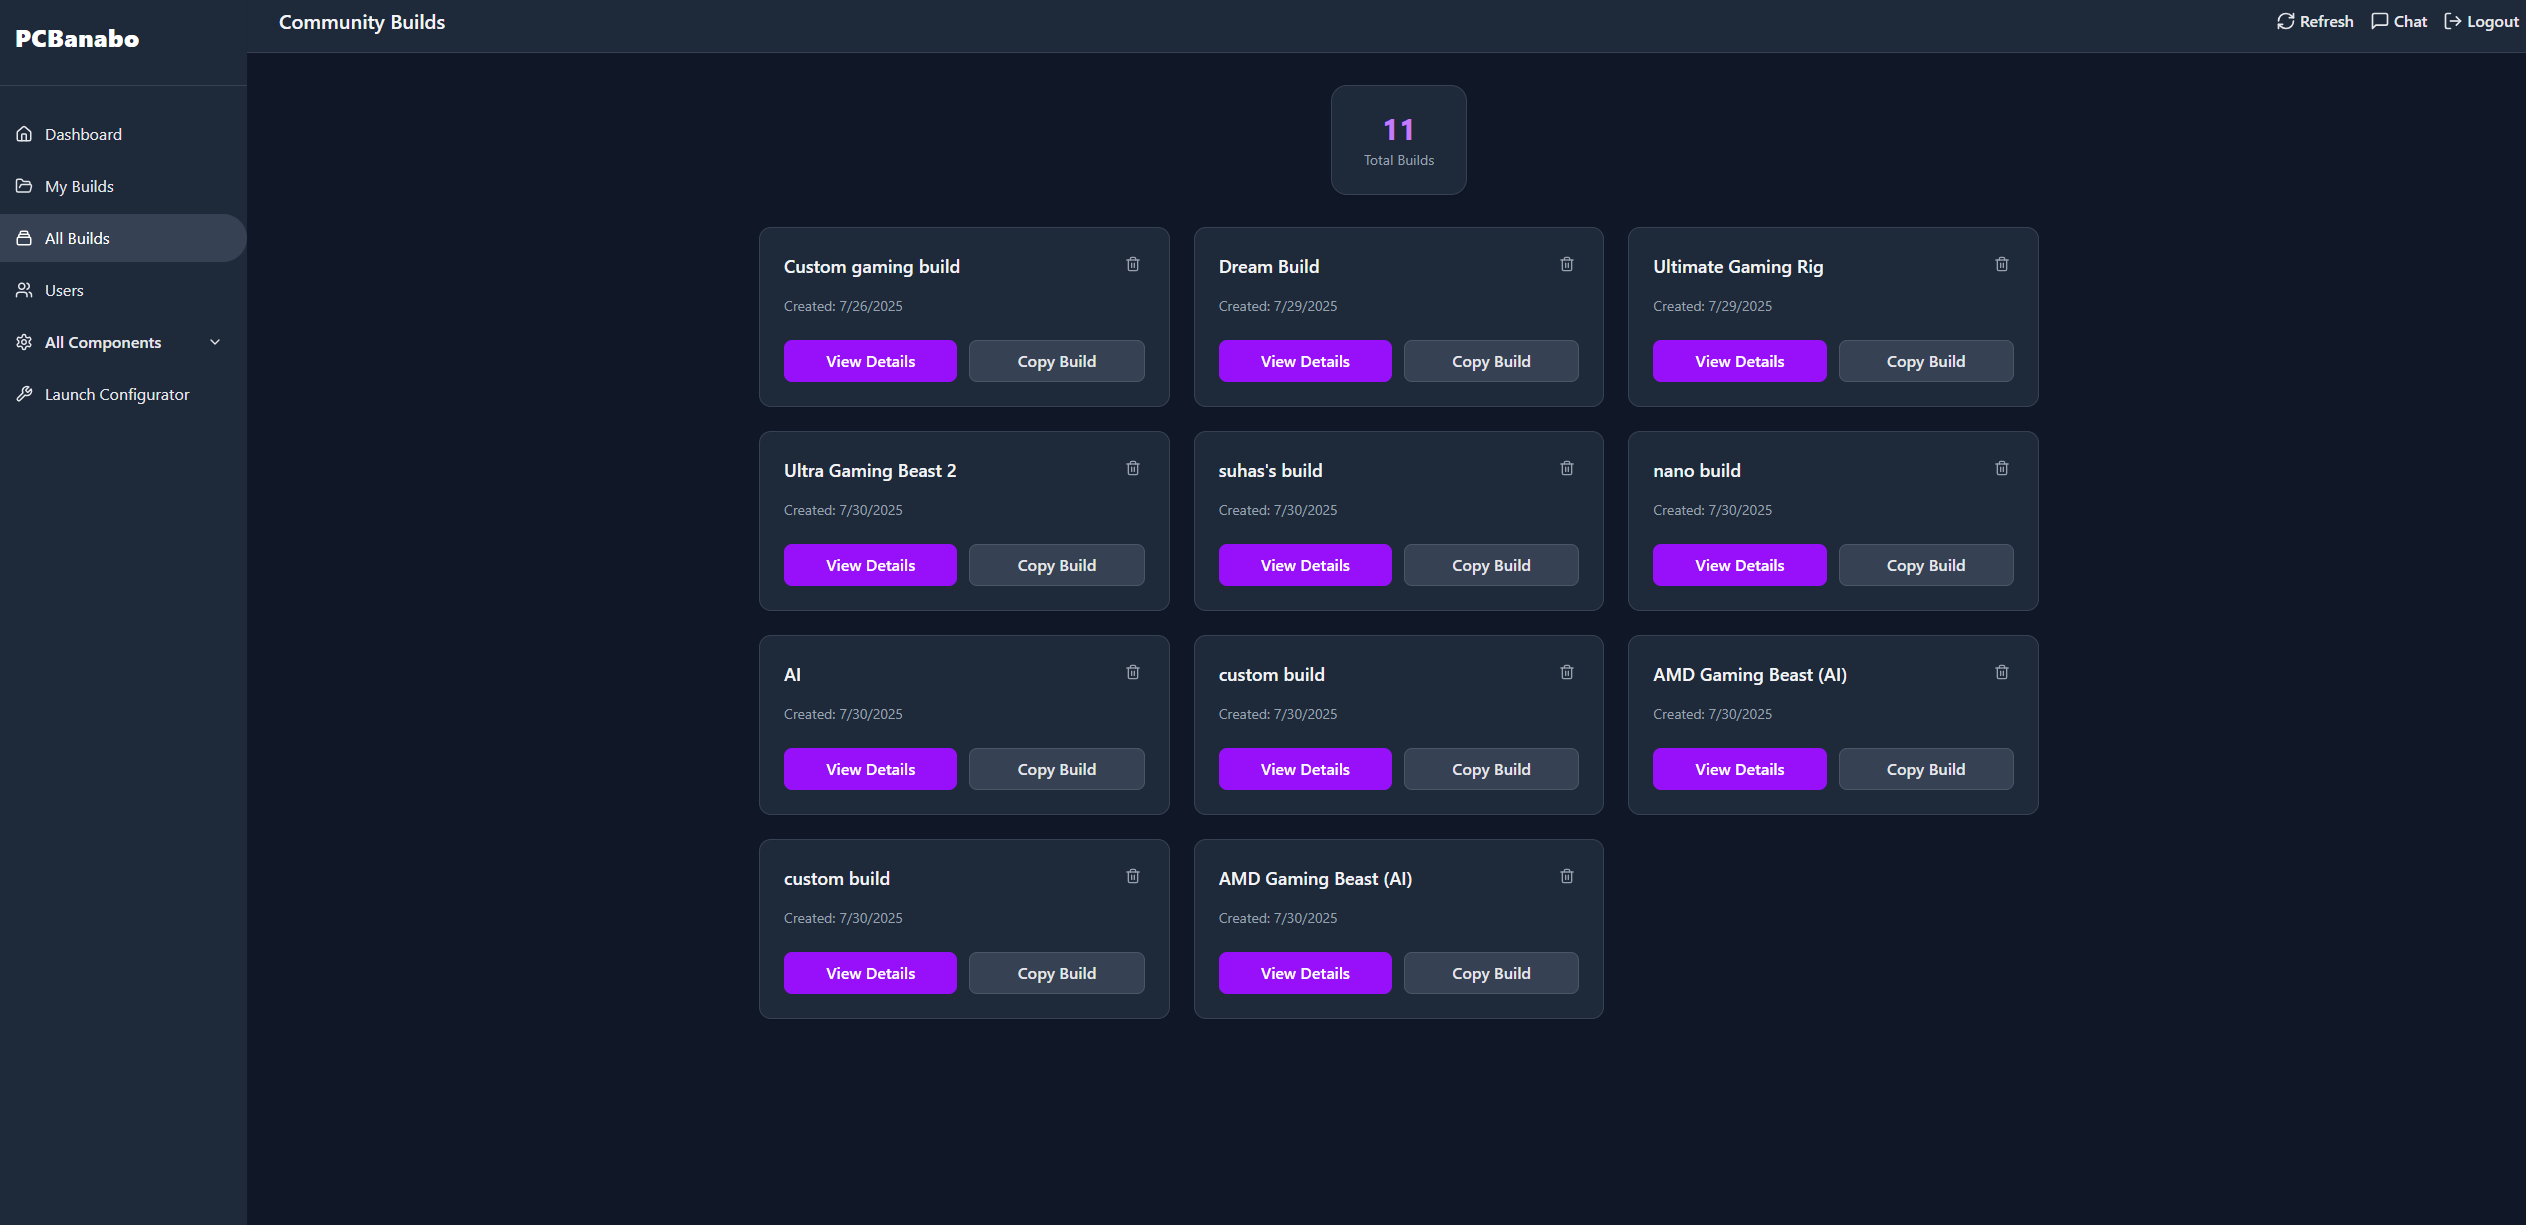 PCBanabo
Dashboard
My Builds
All Builds
Users
All Components
Launch Configurator
Community Builds
Refresh Chat Logout
11
Total Builds
Custom gaming build
Created: 7/26/2025
View Details Copy Build
Dream Build
Created: 7/29/2025
View Details Copy Build
Ultimate Gaming Rig
Created: 7/29/2025
View Details Copy Build
Ultra Gaming Beast 2
Created: 7/30/2025
View Details Copy Build
suhas's build
Created: 7/30/2025
View Details Copy Build
nano build
Created: 7/30/2025
View Details Copy Build
AI
Created: 7/30/2025
View Details Copy Build
custom build
Created: 7/30/2025
View Details Copy Build
AMD Gaming Beast (AI)
Created: 7/30/2025
View Details Copy Build
custom build
Created: 7/30/2025
View Details Copy Build
AMD Gaming Beast (AI)
Created: 7/30/2025
View Details Copy Build